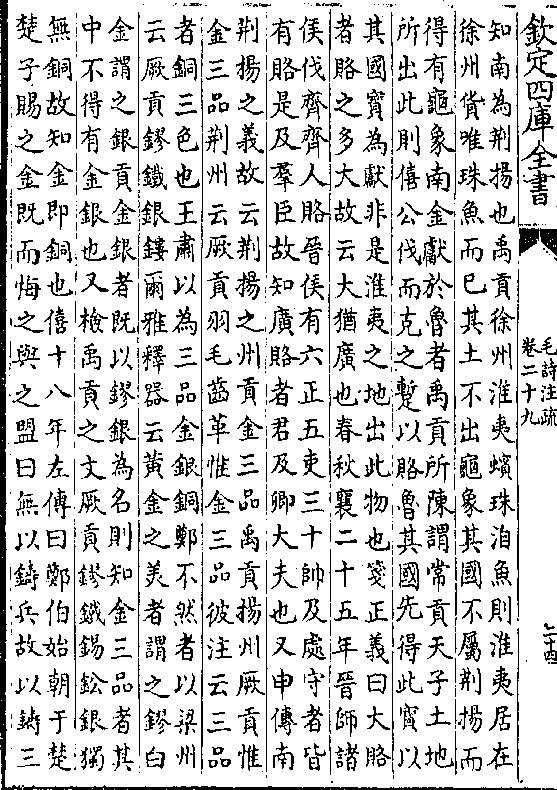 欽定四庫全書
毛詩注疏
卷二十九
七十四
知南為荆揚也禹貢徐州淮夷蠙珠洎魚則淮夷居在
徐州貨唯珠魚而已其土不出龜象其國不屬荆揚而
得有龜象南金獻於魯者禹貢所陳謂常貢天子土地
所出此則僖公伐而克之蹔以賂魯其國先得此寳以
其國寳為獻非是淮夷之地出此物也箋正義曰大賂
者賂之多大故云大猶廣也春秋襄二十五年晉師諸
侯伐齊齊人賂晉侯有六正五吏三十帥及處守者皆
有賂是及羣臣故知廣賂者君及卿大夫也又申傳南
荆揚之義故云荆揚之州貢金三品禹貢揚州厥貢惟
金三品荆州云厥貢羽毛齒革惟金三品彼注云三品
者銅三色也王肅以為三品金銀銅鄭不然者以梁州
云厥貢鏐鐵銀鏤爾雅釋器云黄金之美者謂之鏐白
金謂之銀貢金銀者既以鏐銀為名則知金三品者其
中不得有金銀也又檢禹貢之文厥貢鏐鐵錫鈆銀獨
無銅故知金即銅也僖十八年左傳曰鄭伯始朝于楚
楚子賜之金既而悔之與之盟曰無以鑄兵故以鑄三